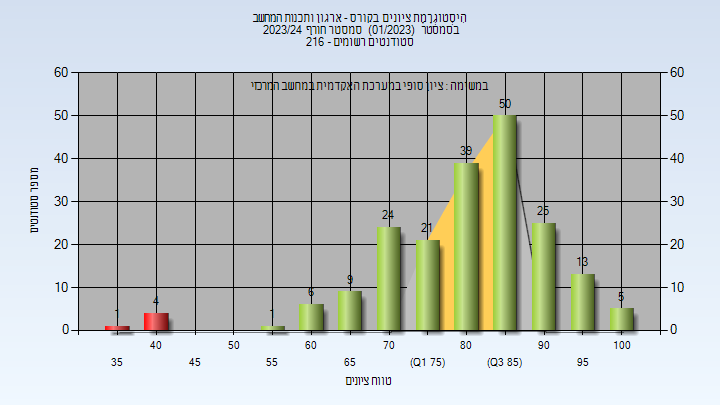 היסטוגרמת ציונים בקורס - ארגון ותכנות המחשב
בסמסטר (01/2023) סמסטר חורף 2023/24
סטודנטים רשומים - 216
במשימה : ציון סופי במערכת האקדמית במחשב המרכזי
60 60
50 50
40 40
30 30
20 20
10 10
0 0
מספר סטודנטים
1 4 1 6 9 24 21 39 50 25 13 5
40 50 60 70 80 90 100
35 45 55 65 (Q1 75) (Q3 85) 95
טווח ציונים